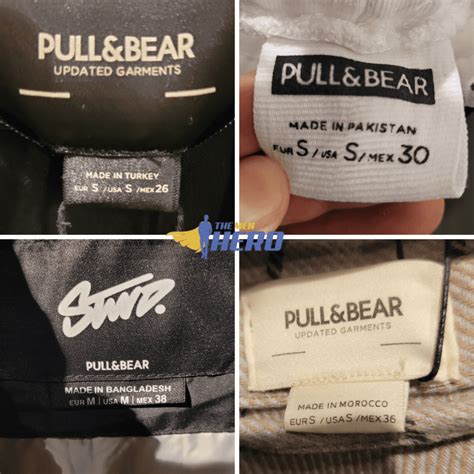 PULL&BEAR
UPDATED GARMENTS
MADE IN TURKEY
EUR S / USA S / MEX 26
PULL&BEAR
MADE IN PAKISTAN
EUR S / USA S / MEX 30
THE MEN
HERO
STWD.
PULL&BEAR
MADE IN BANGLADESH
EUR M | USA M | MEX 38
PULL&BEAR
UPDATED GARMENTS
MADE IN MOROCCO
EUR S / USA S / MEX 36